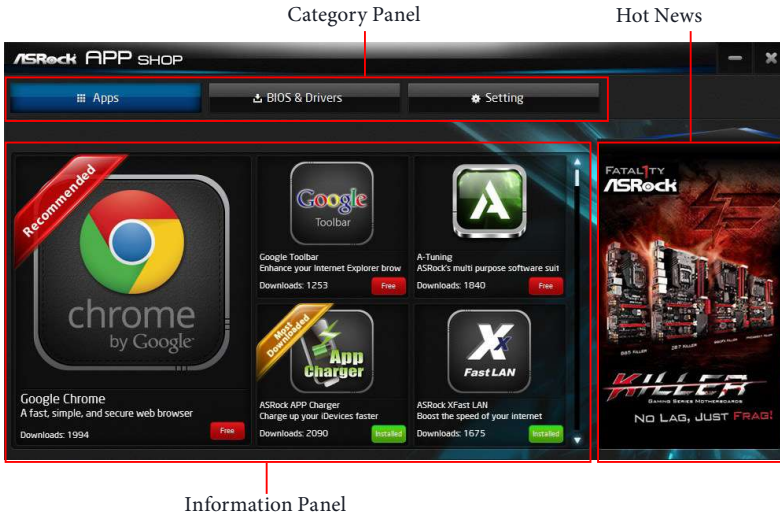 Category Panel
Hot News
ASRock APP SHOP
Apps
BIOS & Drivers
Setting
Recommended
chrome
by Google
Google Chrome
A fast, simple, and secure web browser
Downloads: 1994
Free
Google
Toolbar
Google Toolbar
Enhance your Internet Explorer brow
Downloads: 1253
Free
A-Tuning
ASRock's multi purpose software suit
Downloads: 1840
Free
Most
Downloaded
App
Charger
ASRock APP Charger
Charge up your iDevices faster
Downloads: 2090
Installed
X
Fast LAN
ASRock XFast LAN
Boost the speed of your internet
Downloads: 1675
Installed
FATAL1TY
ASRock
KILLER
GAMING SERIES MOTHERBOARDS
NO LAG, JUST FRAG!
Information Panel